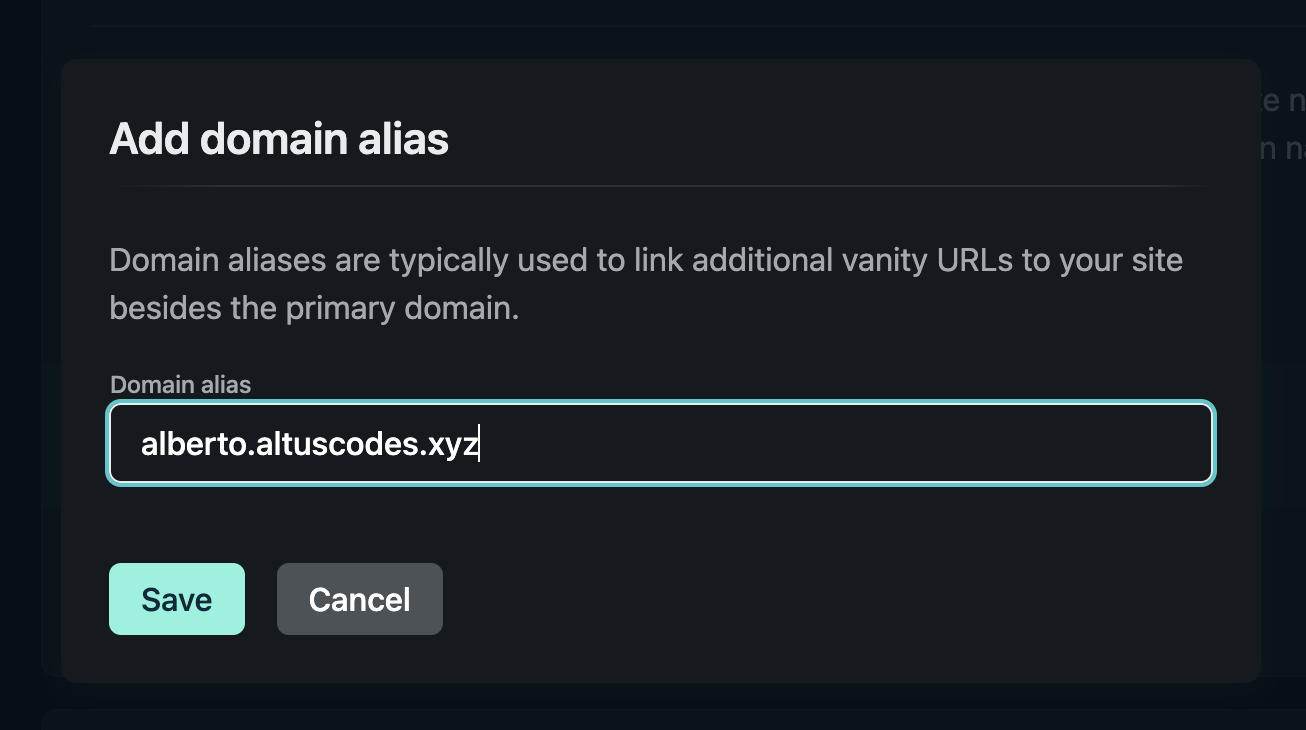 Add domain alias
Domain aliases are typically used to link additional vanity URLs to your site
besides the primary domain.
Domain alias
alberto.altuscodes.xyz
Save Cancel